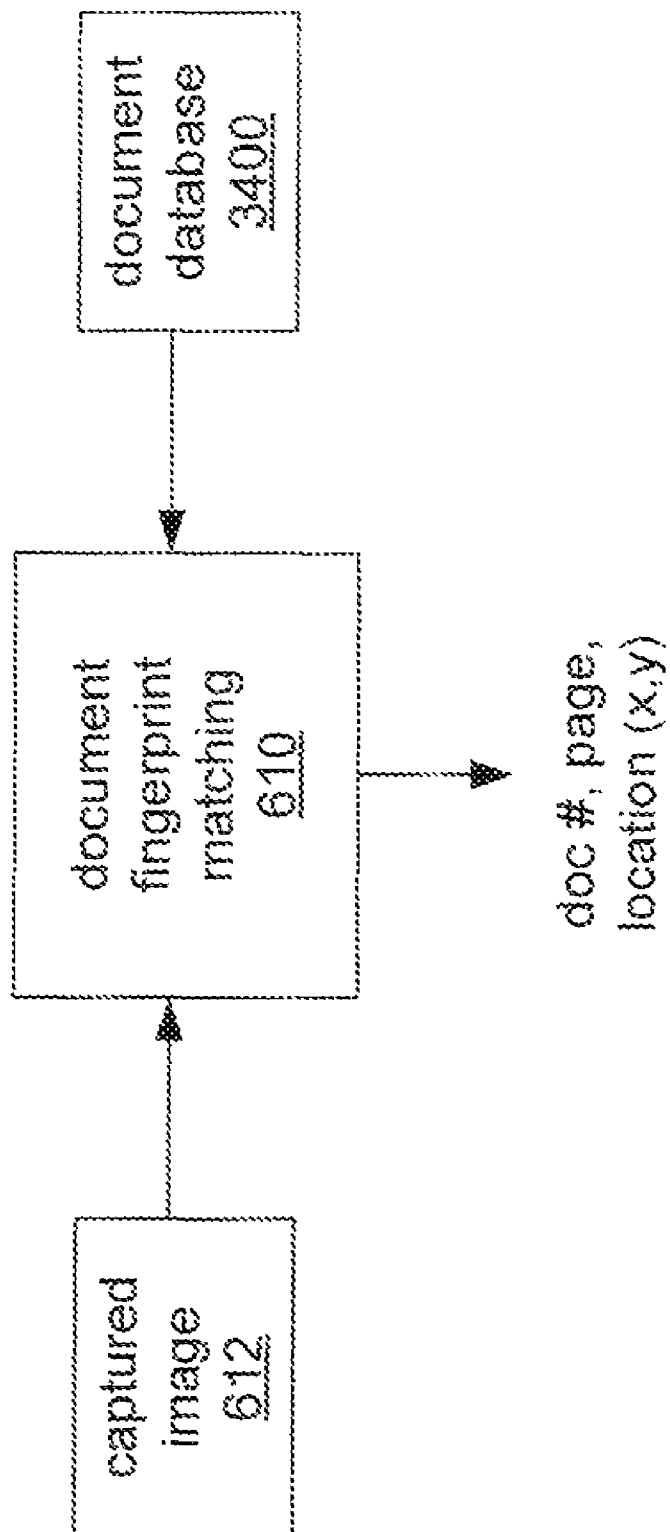 captured
image
612
document
fingerprint
matching
610
document
database
3400
doc #, page,
location (x,y)